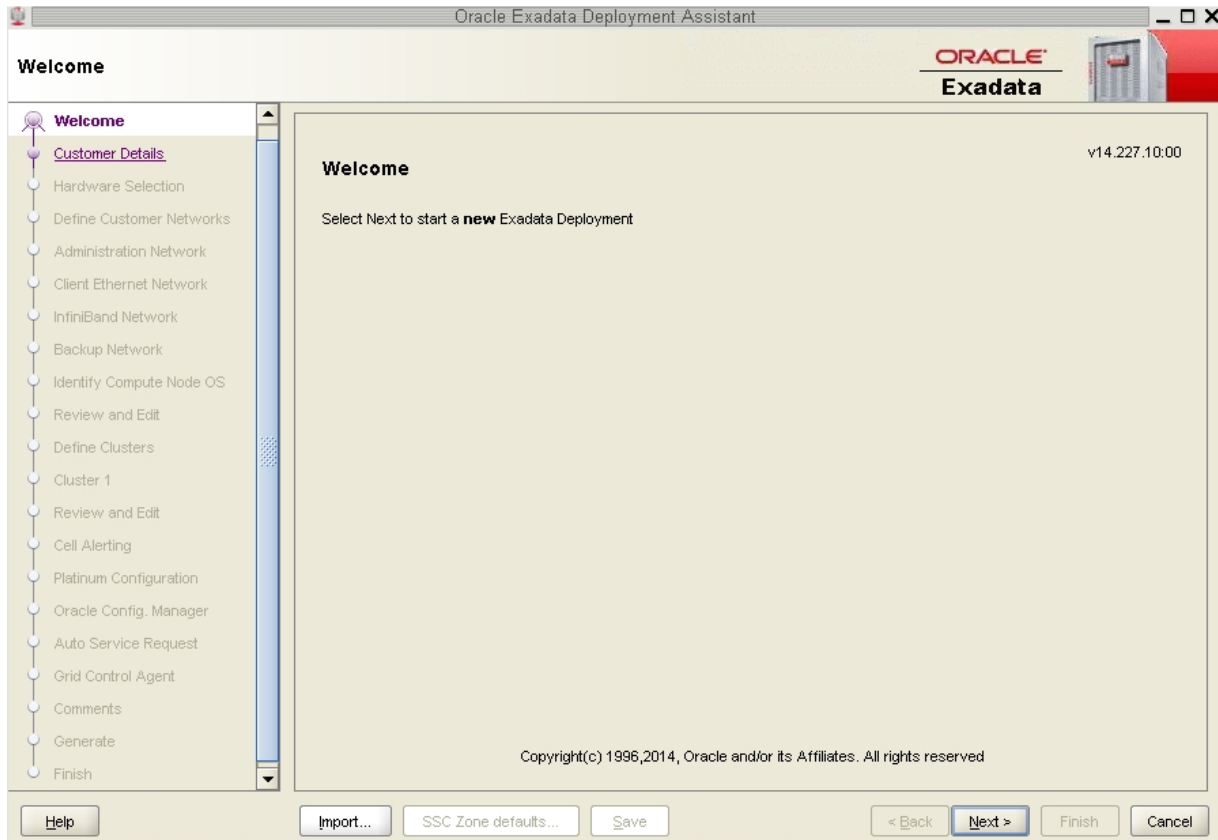 Oracle Exadata Deployment Assistant
Welcome
ORACLE
Exadata
Welcome
Customer Details
Hardware Selection
Define Customer Networks
Administration Network
Client Ethernet Network
InfiniBand Network
Backup Network
Identify Compute Node OS
Review and Edit
Define Clusters
Cluster 1
Review and Edit
Cell Alerting
Platinum Configuration
Oracle Config. Manager
Auto Service Request
Grid Control Agent
Comments
Generate
Finish
v14.227.10:00
Welcome
Select Next to start a new Exadata Deployment
Copyright(c) 1996,2014, Oracle and/or its Affiliates. All rights reserved
Help
Import...
SSC Zone defaults...
Save
< Back
Next >
Finish
Cancel